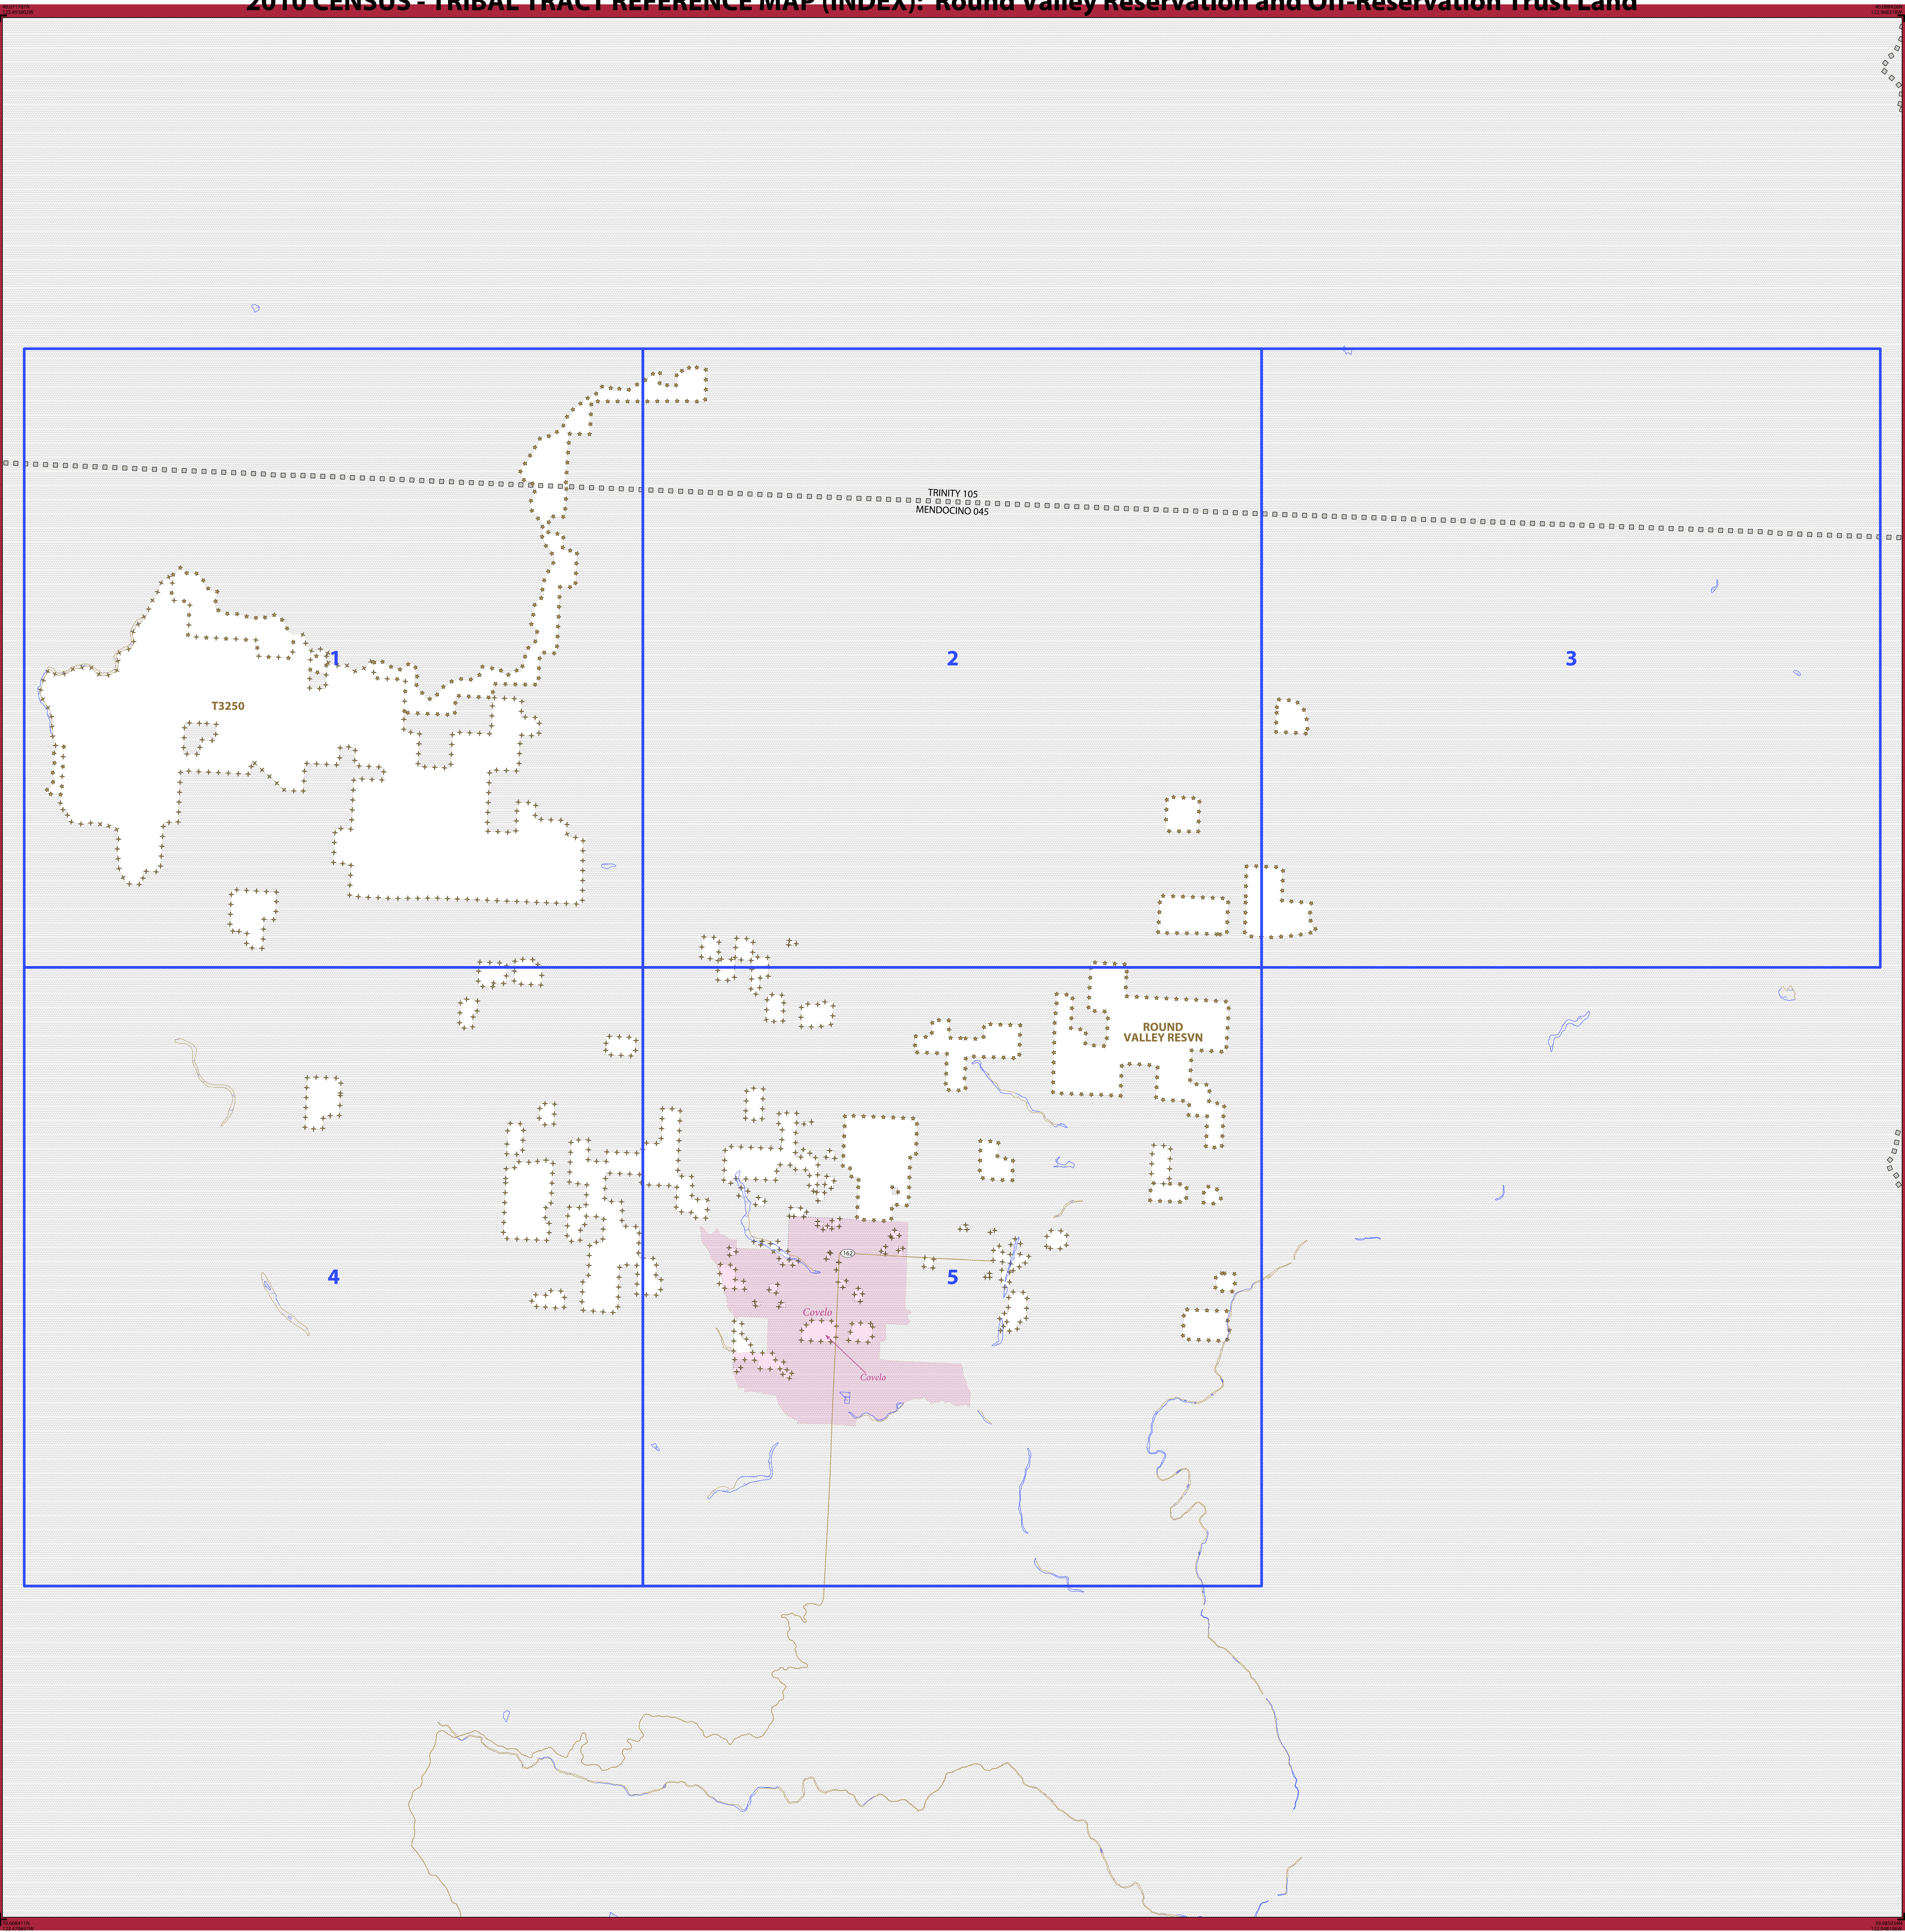 2010 CENSUS - TRIBAL TRACT REFERENCE MAP (INDEX): Round Valley Reservation and Off-Reservation Trust Land
TRINITY 105
MENDOCINO 045
1
2
3
T3250
ROUND
VALLEY RESVN
162
4
5
Covelo
Covelo